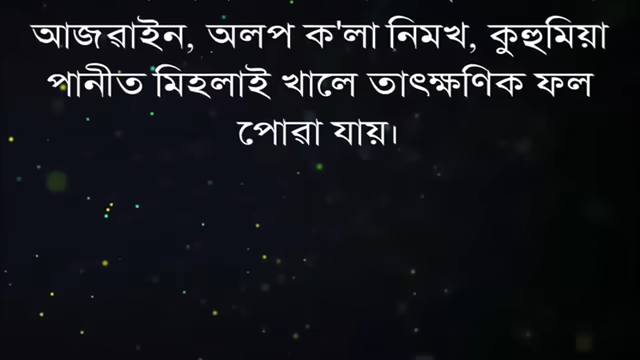 আজৱাইন, অলপ ক'লা নিমখ, কুহুমিয়া
পানীত মিহলাই খালে তাৎক্ষণিক ফল
পোৱা যায়।